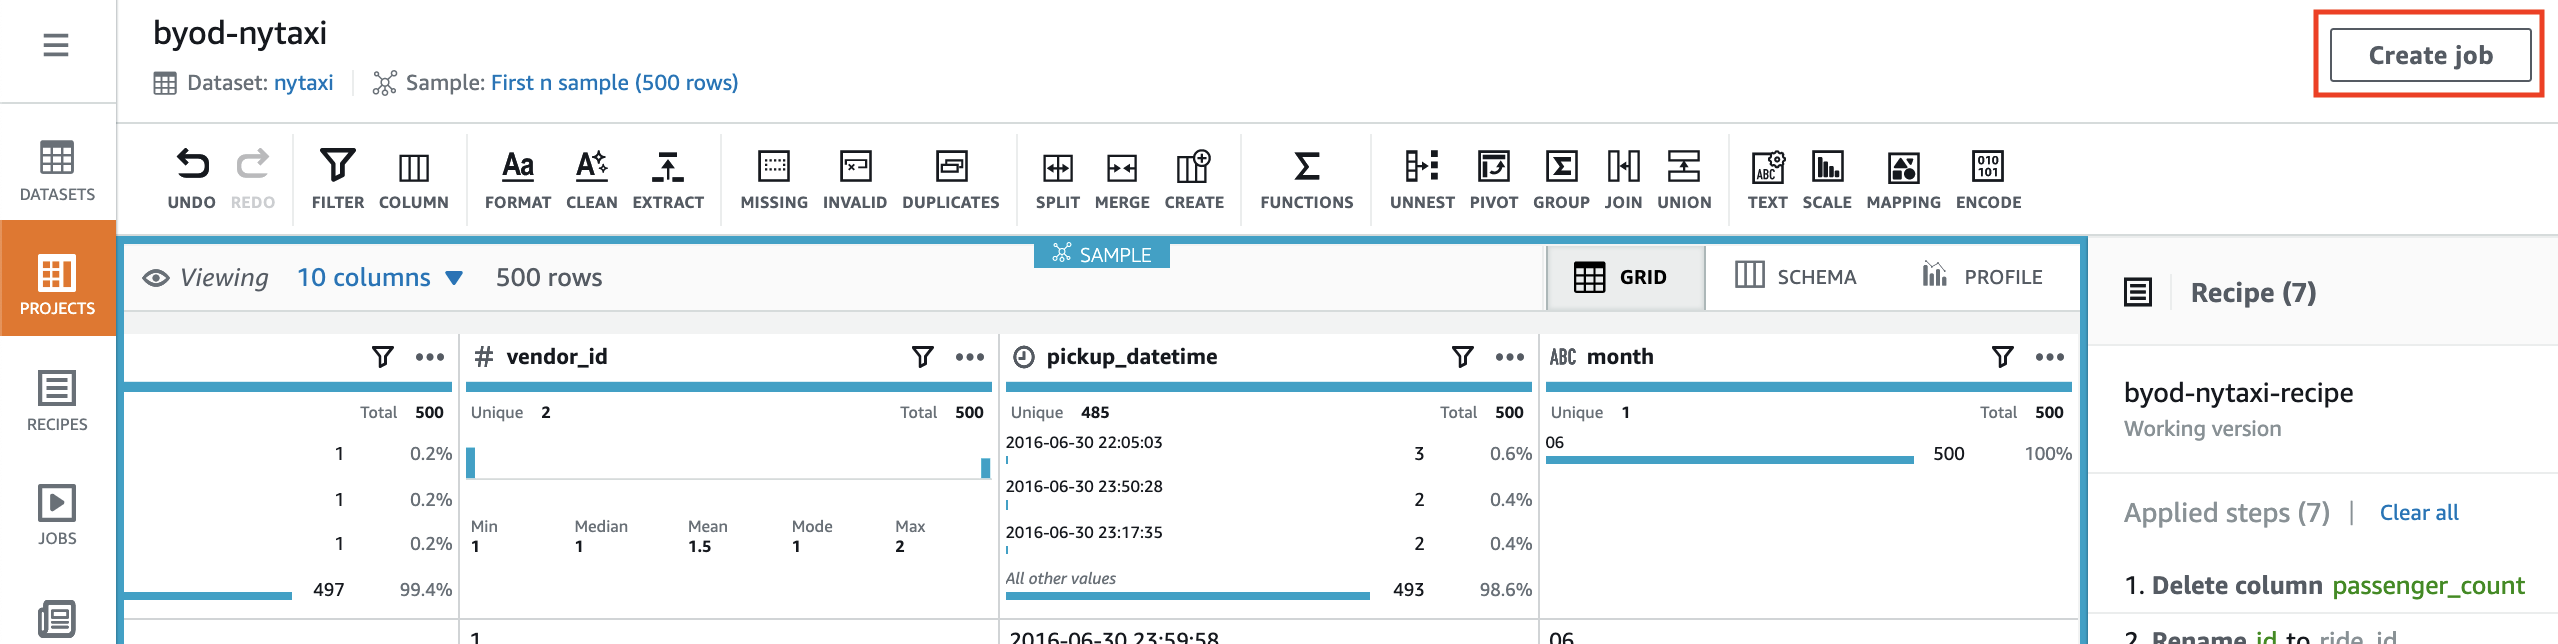 byod-nytaxi
Dataset: nytaxi Sample: First n sample (500 rows)
Create job
DATASETS
PROJECTS
RECIPES
JOBS
UNDO REDO FILTER COLUMN FORMAT CLEAN EXTRACT MISSING INVALID DUPLICATES SPLIT MERGE CREATE FUNCTIONS UNNEST PIVOT GROUP JOIN UNION TEXT SCALE MAPPING ENCODE
SAMPLE
Viewing 10 columns 500 rows
GRID SCHEMA PROFILE
Total 500
1 0.2%
1 0.2%
1 0.2%
497 99.4%
# vendor_id
Unique 2 Total 500
Min Median Mean Mode Max
1 1 1.5 1 2
1
pickup_datetime
Unique 485 Total 500
2016-06-30 22:05:03 3 0.6%
2016-06-30 23:50:28 2 0.4%
2016-06-30 23:17:35 2 0.4%
All other values 493 98.6%
2016-06-30 23:59:58
ABC month
Unique 1 Total 500
06 500 100%
06
Recipe (7)
byod-nytaxi-recipe
Working version
Applied steps (7) | Clear all
1. Delete column passenger_count
2. Rename id to ride_id